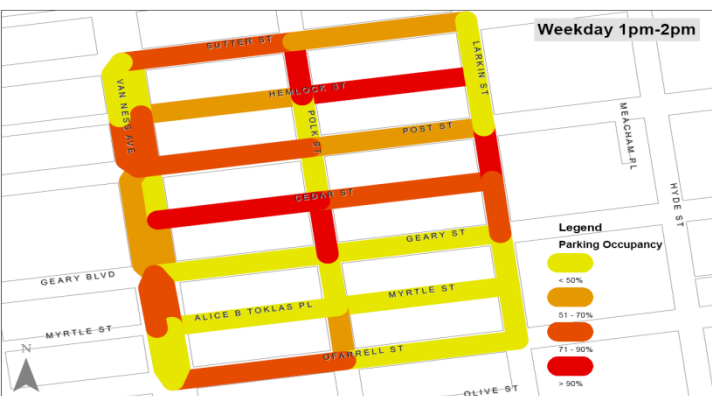 Weekday 1pm-2pm
SUTTER ST
LARKIN ST
VAN NESS AVE
HEMLOCK ST
POLK ST
POST ST
MEACHAM PL
HYDE ST
CEDAR ST
GEARY ST
GEARY BLVD
ALICE B TOKLAS PL
MYRTLE ST
MYRTLE ST
OFARRELL ST
OLIVE ST
N
Legend
Parking Occupancy
< 50%
51 - 70%
71 - 90%
> 90%